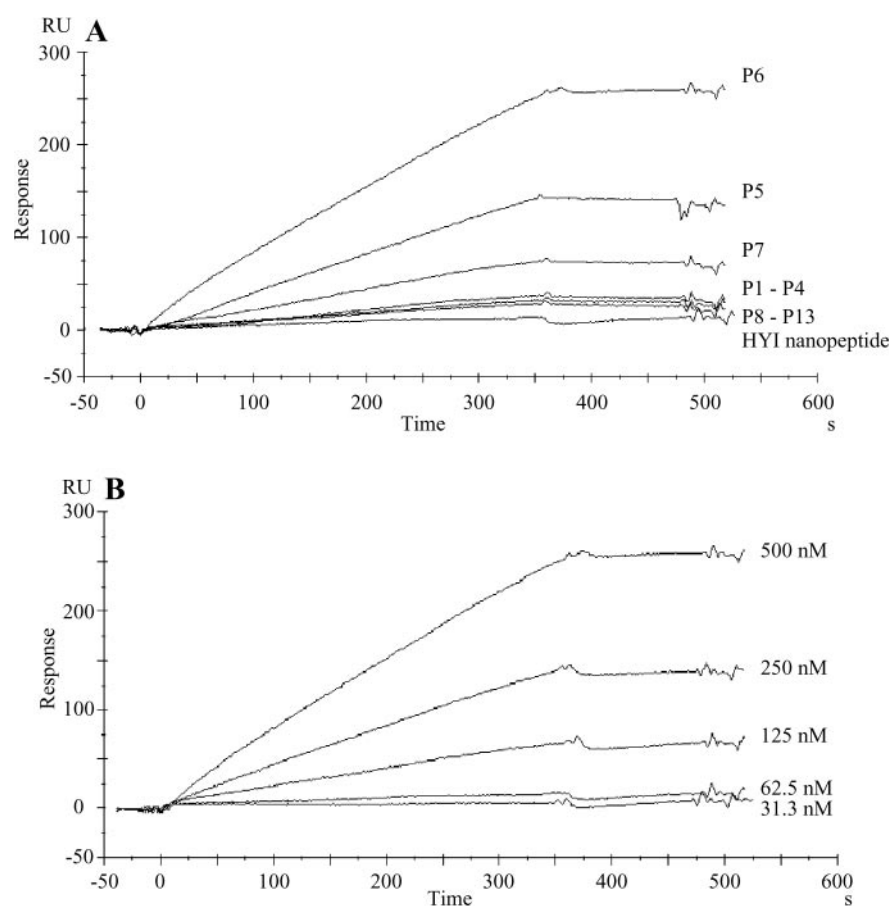 RU A
300
P6
200
P5
Response
100
P7
P1 - P4
0
P8 - P13
HYI nanopeptide
-50
-50 0 100 200 300 400 500 600
Time s
RU B
300
500 nM
200
250 nM
Response
100
125 nM
62.5 nM
0
31.3 nM
-50
-50 0 100 200 300 400 500 600
Time s